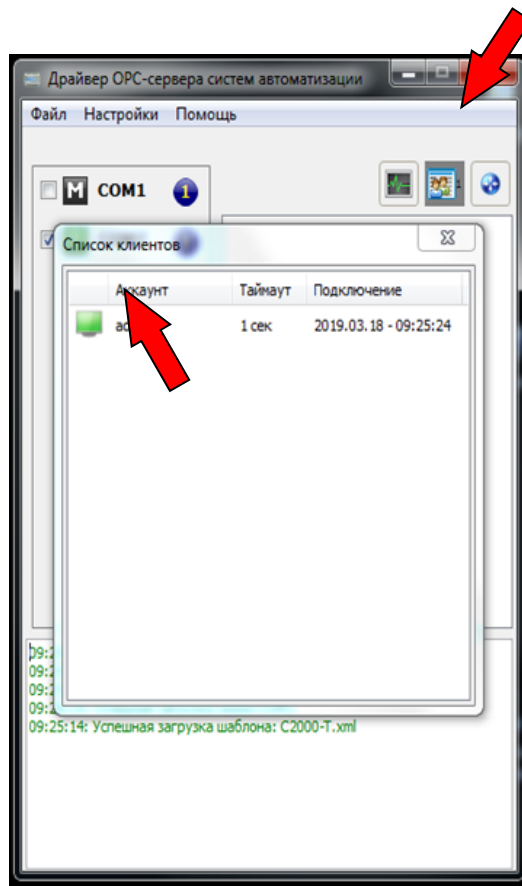 Драйвер OPC-сервера систем автоматизации
Файл Настройки Помощь
M COM1 1
Список клиентов
Аккаунт Таймаут Подключение
1 сек 2019.03.18 - 09:25:24
09:25:14: Успешная загрузка шаблона: C2000-T.xml